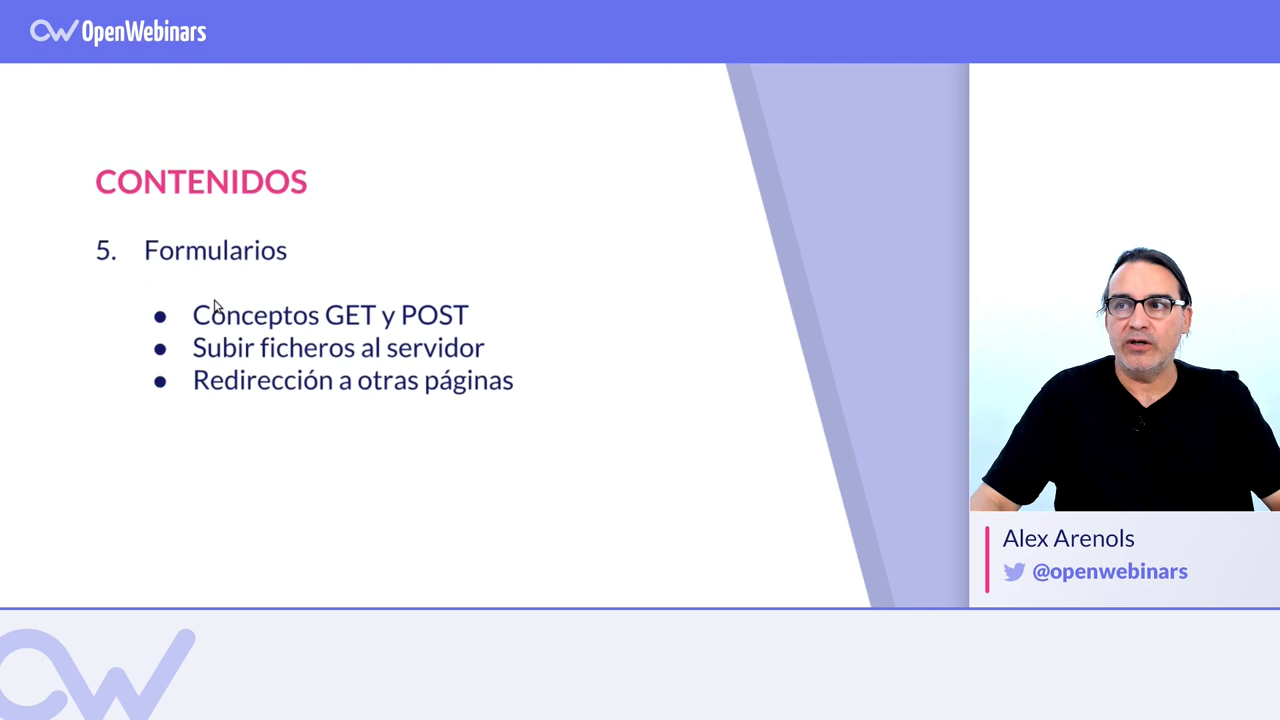 OpenWebinars
CONTENIDOS
5. Formularios
● Conceptos GET y POST
● Subir ficheros al servidor
● Redirección a otras páginas
Alex Arenols
@openwebinars